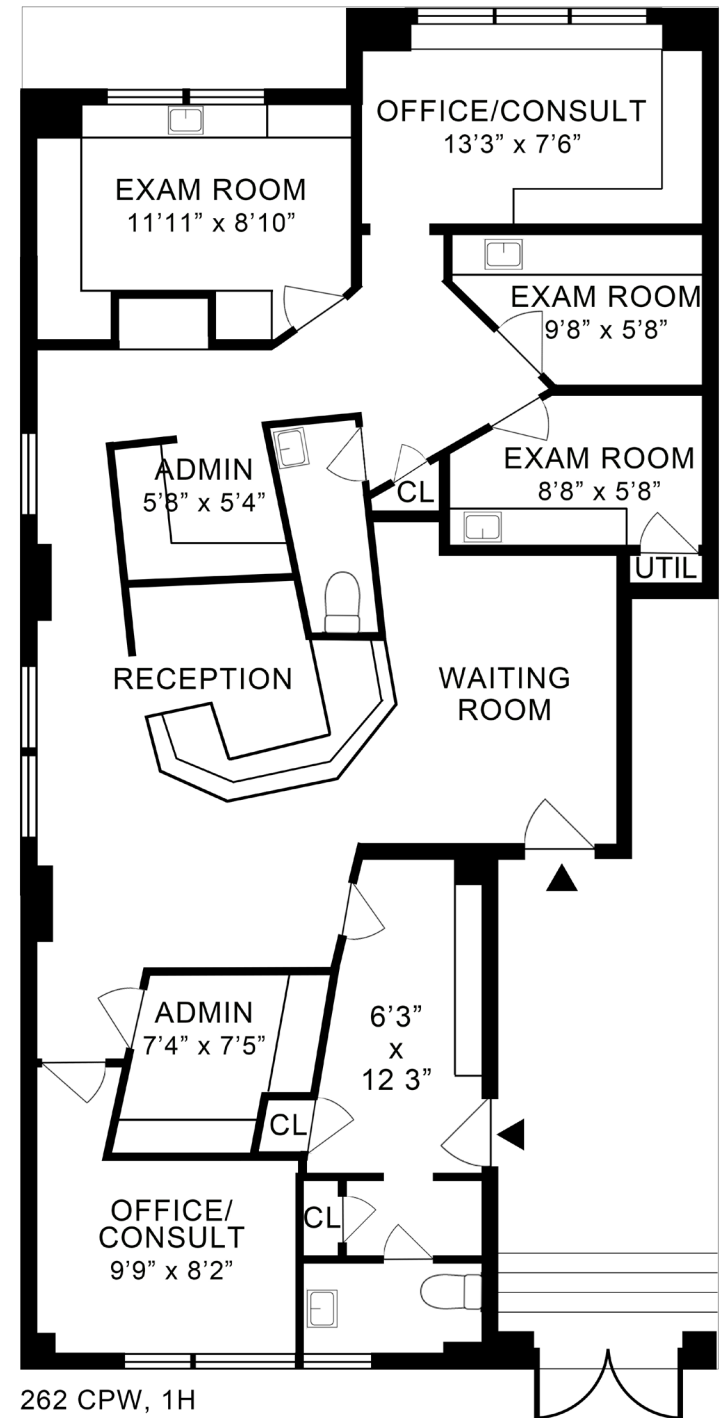 OFFICE/CONSULT
13’3” x 7’6”
EXAM ROOM
11’11” x 8’10”
EXAM ROOM
9’8” x 5’8”
ADMIN
5’8” x 5’4”
EXAM ROOM
8’8” x 5’8”
CL
UTIL
RECEPTION
WAITING
ROOM
ADMIN
7’4” x 7’5”
6’3”
x
12 3”
CL
CL
OFFICE/
CONSULT
9’9” x 8’2”
262 CPW, 1H